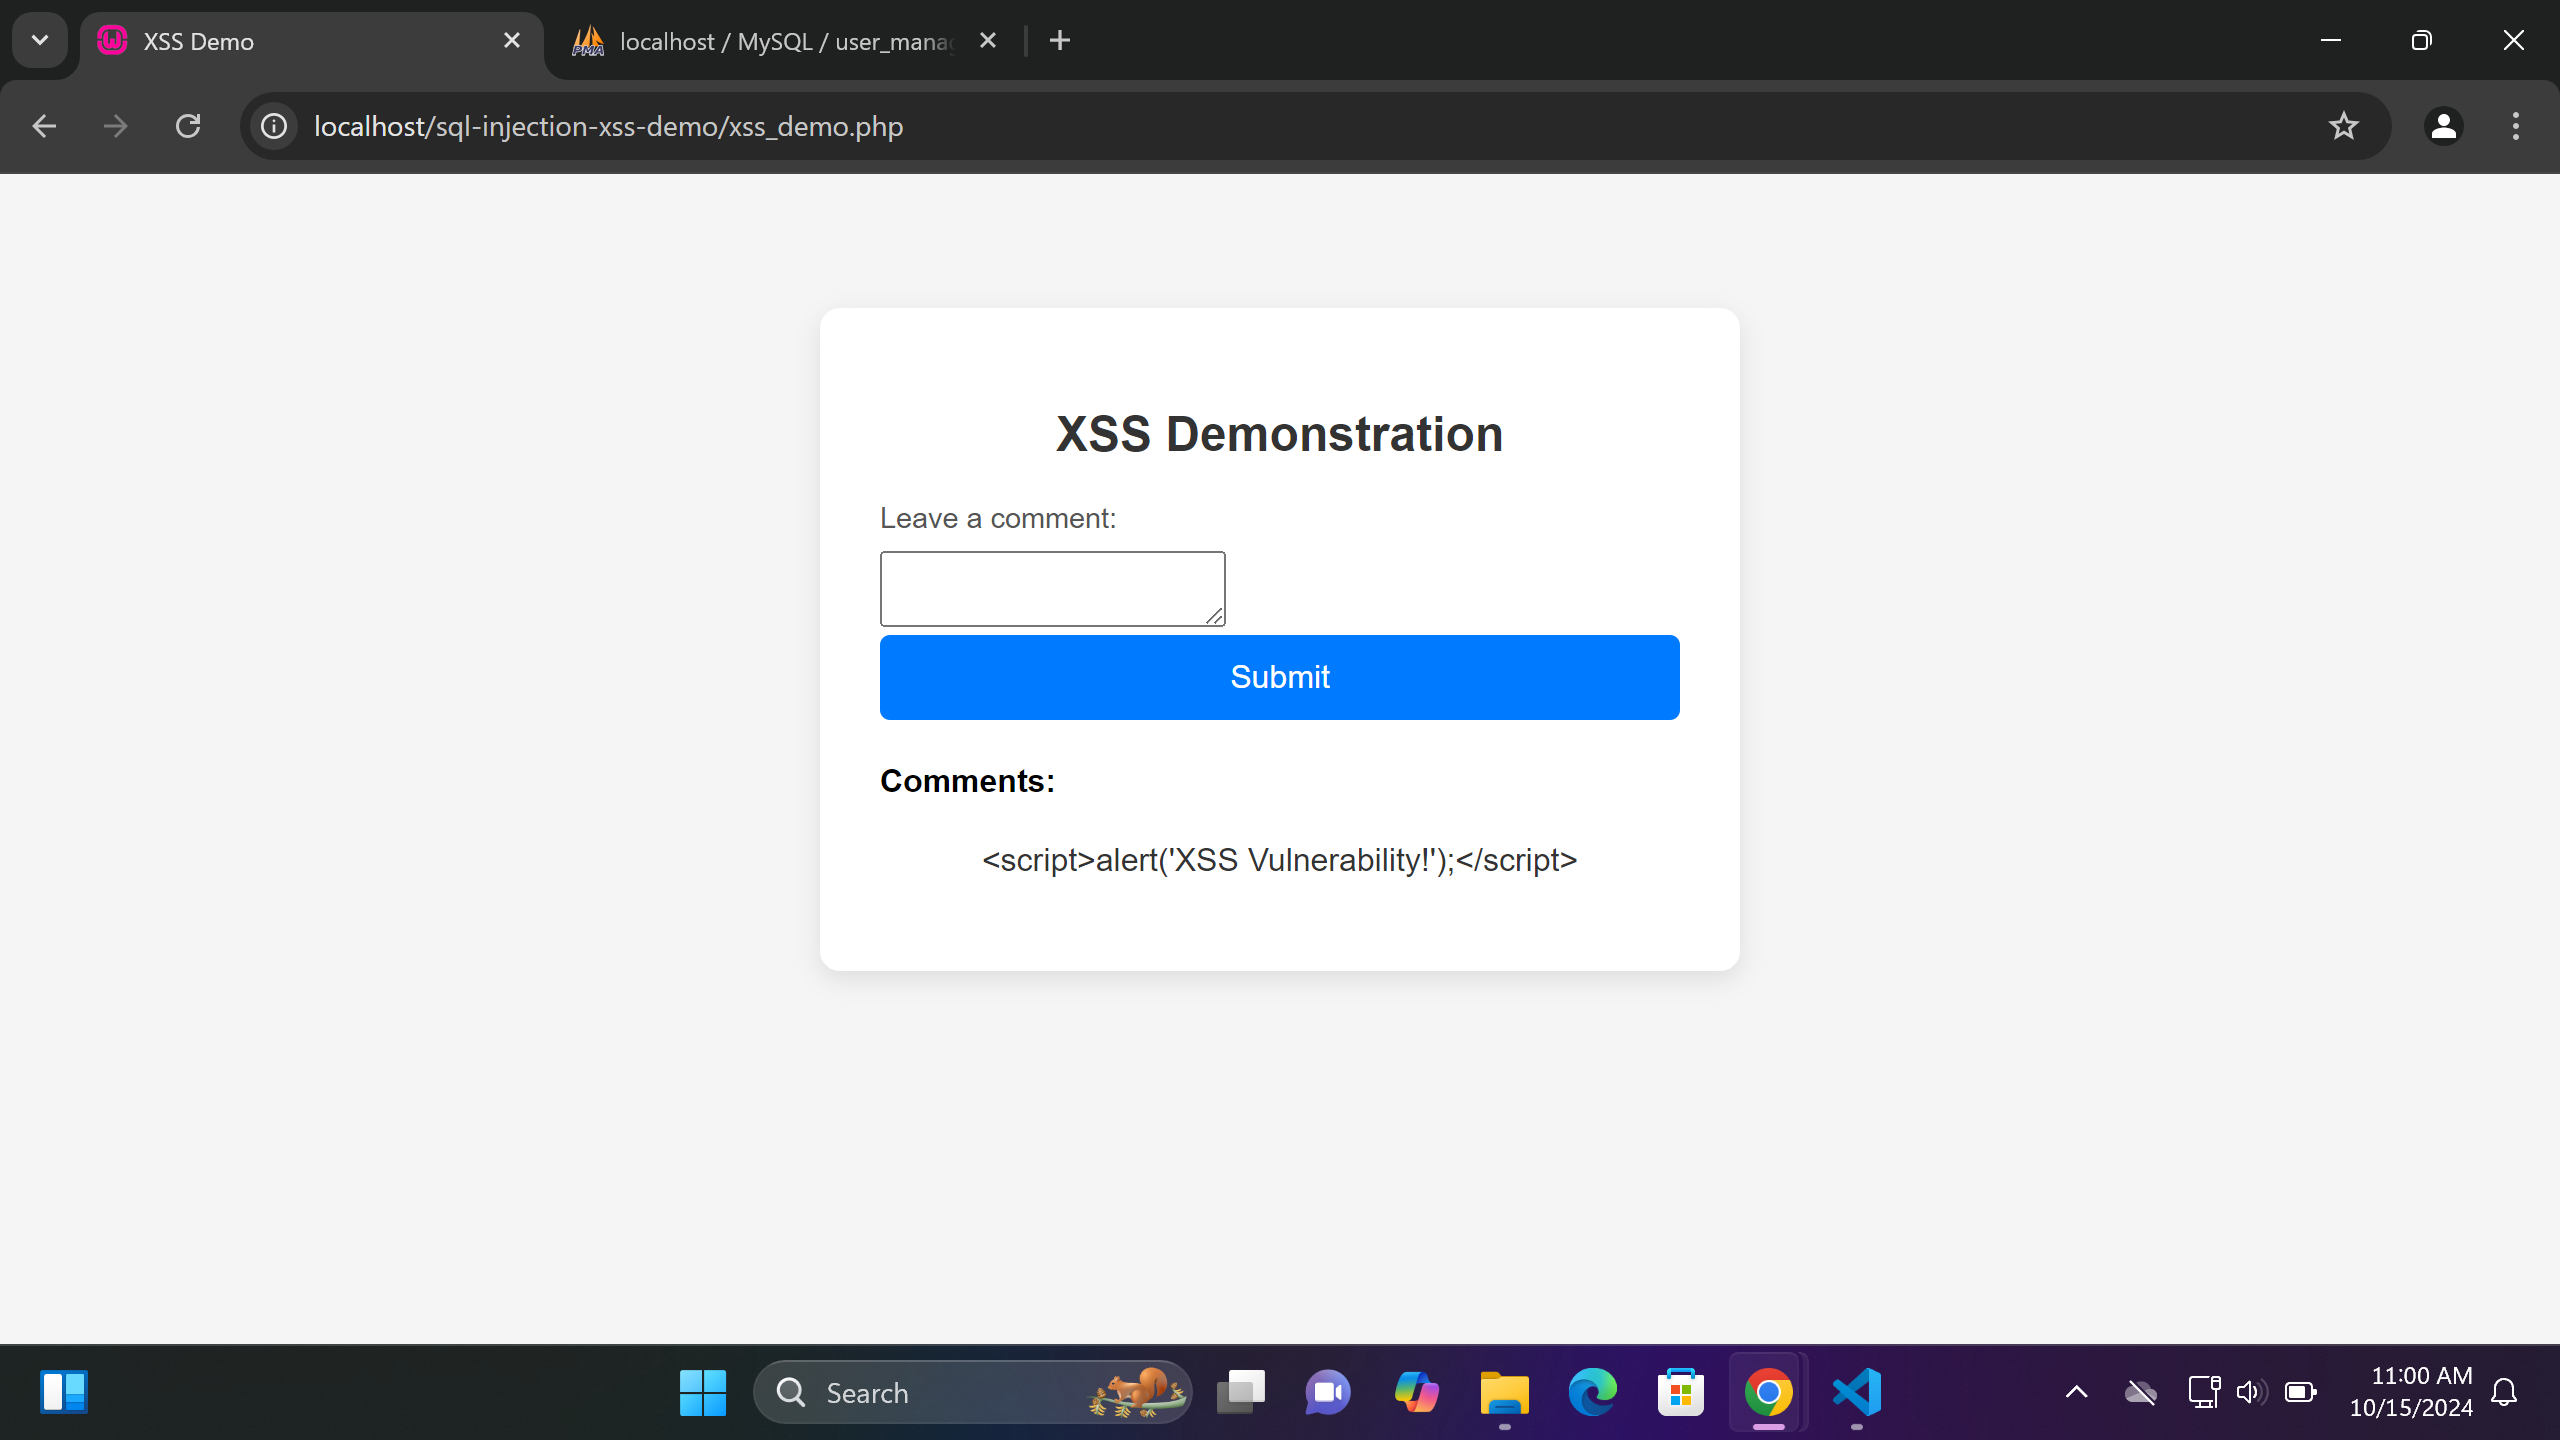 XSS Demo
localhost / MySQL / user_mana
localhost/sql-injection-xss-demo/xss_demo.php
XSS Demonstration
Leave a comment:
Submit
Comments:
<script>alert('XSS Vulnerability!');</script>
Search
11:00 AM
10/15/2024
PMA